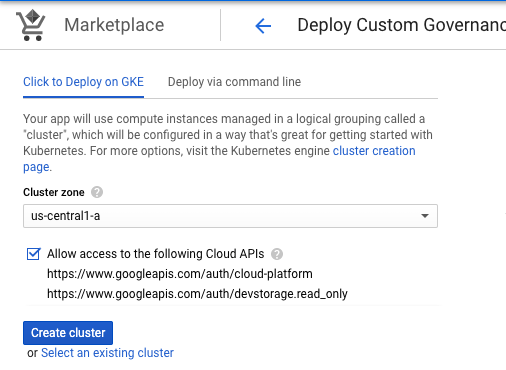 Marketplace
Deploy Custom Governanc
Click to Deploy on GKE
Deploy via command line
Your app will use compute instances managed in a logical grouping called a
"cluster", which will be configured in a way that's great for getting started with
Kubernetes. For more options, visit the Kubernetes engine cluster creation
page.
Cluster zone ?
us-central1-a
Allow access to the following Cloud APIs ?
https://www.googleapis.com/auth/cloud-platform
https://www.googleapis.com/auth/devstorage.read_only
Create cluster
or Select an existing cluster